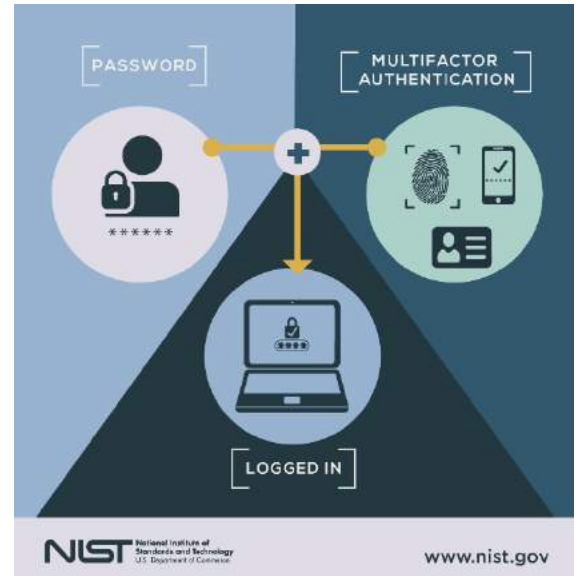 PASSWORD
MULTIFACTOR
AUTHENTICATION
******
****
LOGGED IN
NIST
National Institute of
Standards and Technology
U.S. Department of Commerce
www.nist.gov